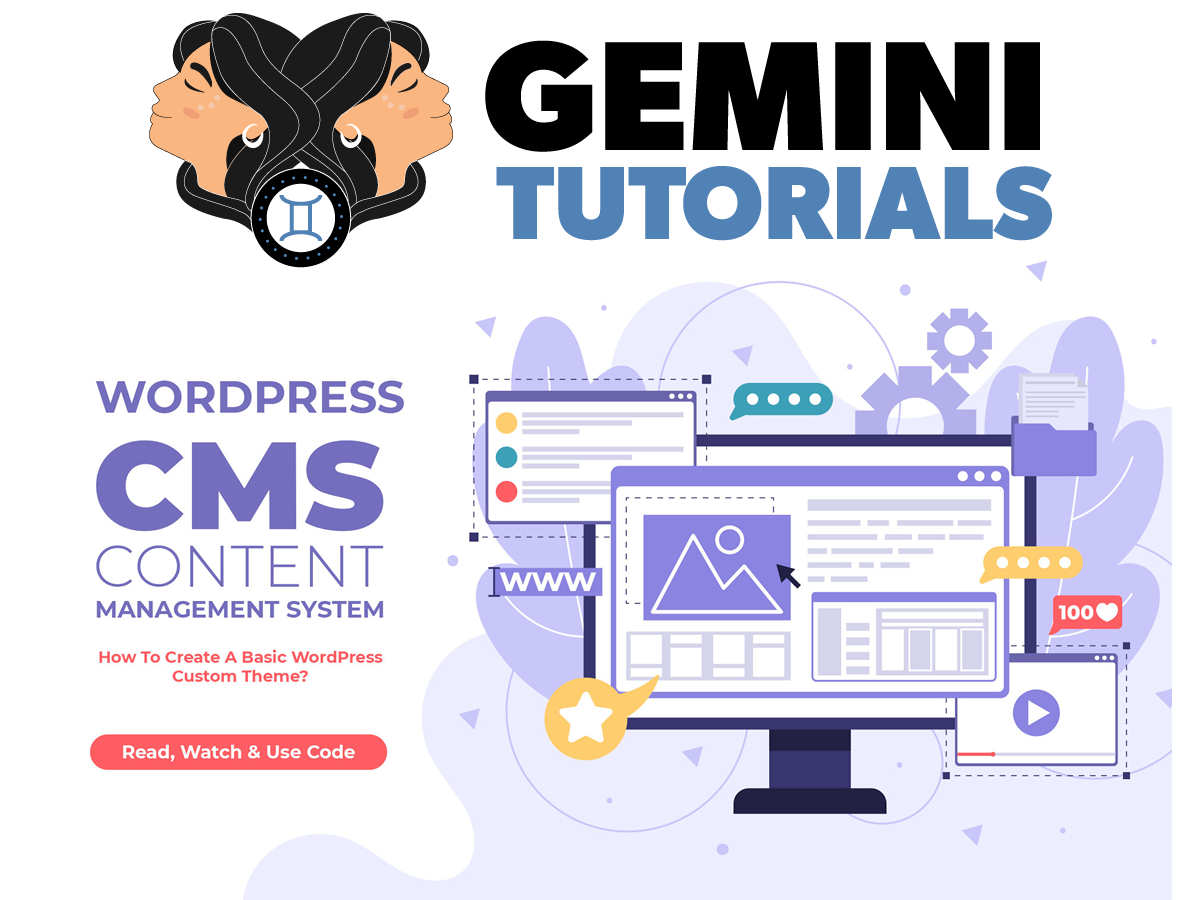 GEMINI
TUTORIALS
WORDPRESS
CMS
CONTENT
MANAGEMENT SYSTEM
How To Create A Basic WordPress
Custom Theme?
Read, Watch & Use Code
WWW
100